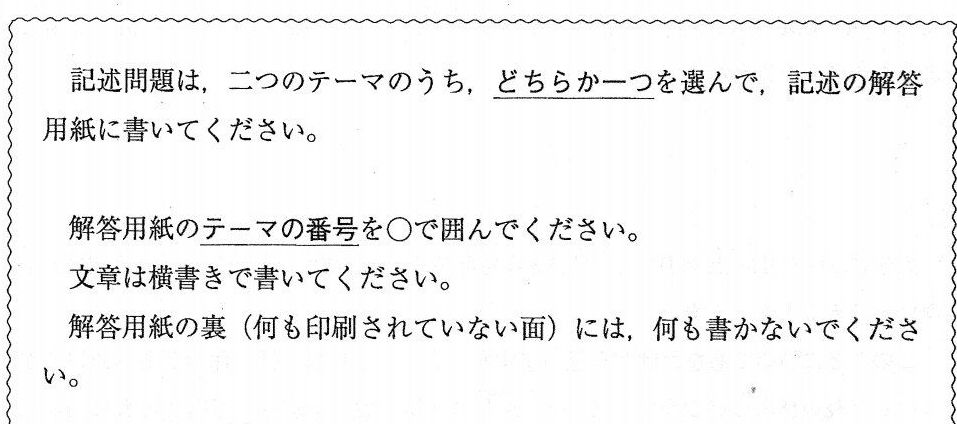 記述問題は，二つのテーマのうち，どちらか一つを選んで，記述の解答
用紙に書いてください。
解答用紙のテーマの番号を○で囲んでください。
文章は横書きで書いてください。
解答用紙の裏（何も印刷されていない面）には，何も書かないでくださ
い。